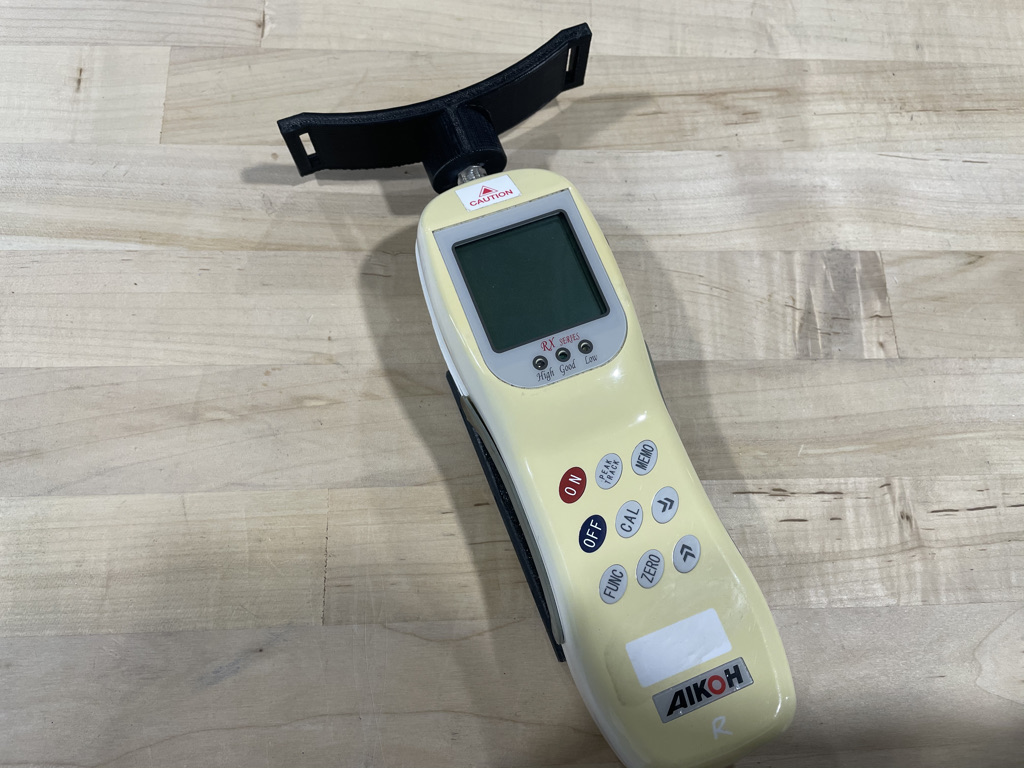 CAUTION
RX SERIES
High Good Low
ON PEAK TRACK MEMO
OFF CAL
FUNC ZERO
AIKOH
R